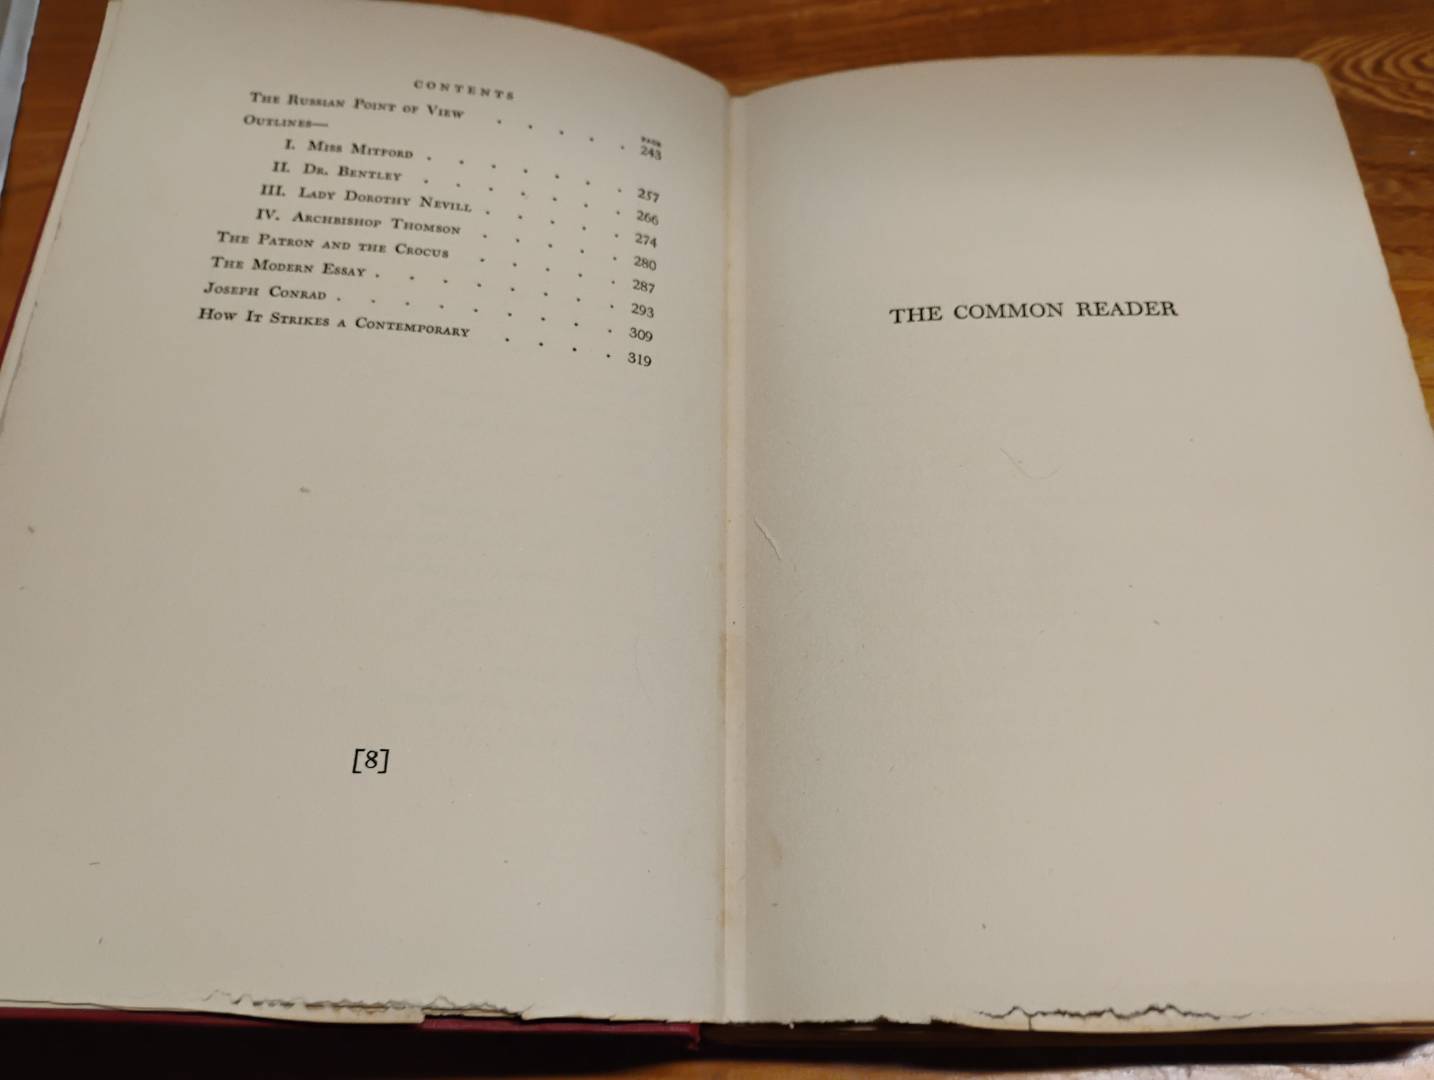 CONTENTS
PAGE
THE RUSSIAN POINT OF VIEW . . . . . 243
OUTLINES—
I. MISS MITFORD . . . . . . . 257
II. DR. BENTLEY . . . . . . . 266
III. LADY DOROTHY NEVILL . . . . . 274
IV. ARCHBISHOP THOMSON . . . . . 280
THE PATRON AND THE CROCUS . . . . . 287
THE MODERN ESSAY . . . . . . . . 293
JOSEPH CONRAD . . . . . . . . . 309
HOW IT STRIKES A CONTEMPORARY . . . . 319
[8]
THE COMMON READER